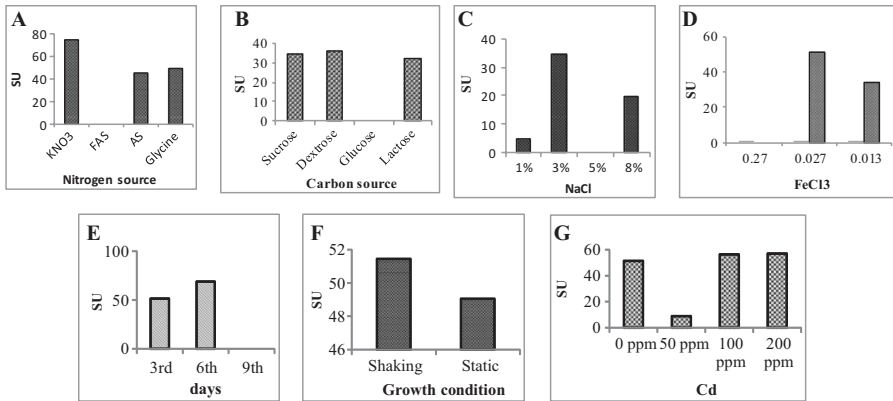 A
80
60
40
20
0
SU
KNO3
FAS
AS
Glycine
Nitrogen source
B
40
30
20
10
0
SU
Sucrose
Dextrose
Glucose
Lactose
Carbon source
C
40
30
20
10
0
SU
1% 3% 5% 8%
NaCl
D
60
40
20
0
SU
0.27 0.027 0.013
FeCl3
E
100
50
0
SU
3rd 6th 9th
days
F
52
50
48
46
SU
Shaking Static
Growth condition
G
60
40
20
0
SU
0 ppm 50 ppm 100 200
ppm ppm
Cd